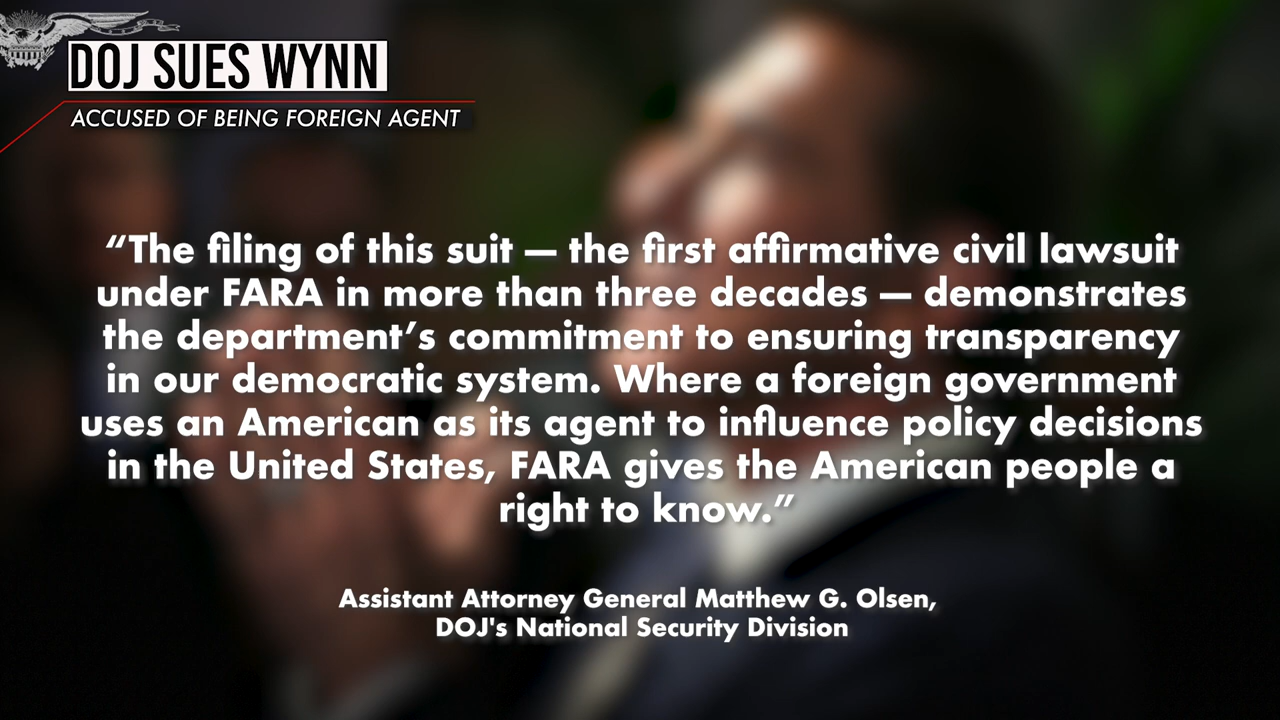 DOJ SUES WYNN
ACCUSED OF BEING FOREIGN AGENT
“The filing of this suit — the first affirmative civil lawsuit
under FARA in more than three decades — demonstrates
the department’s commitment to ensuring transparency
in our democratic system. Where a foreign government
uses an American as its agent to influence policy decisions
in the United States, FARA gives the American people a
right to know.”
Assistant Attorney General Matthew G. Olsen,
DOJ's National Security Division